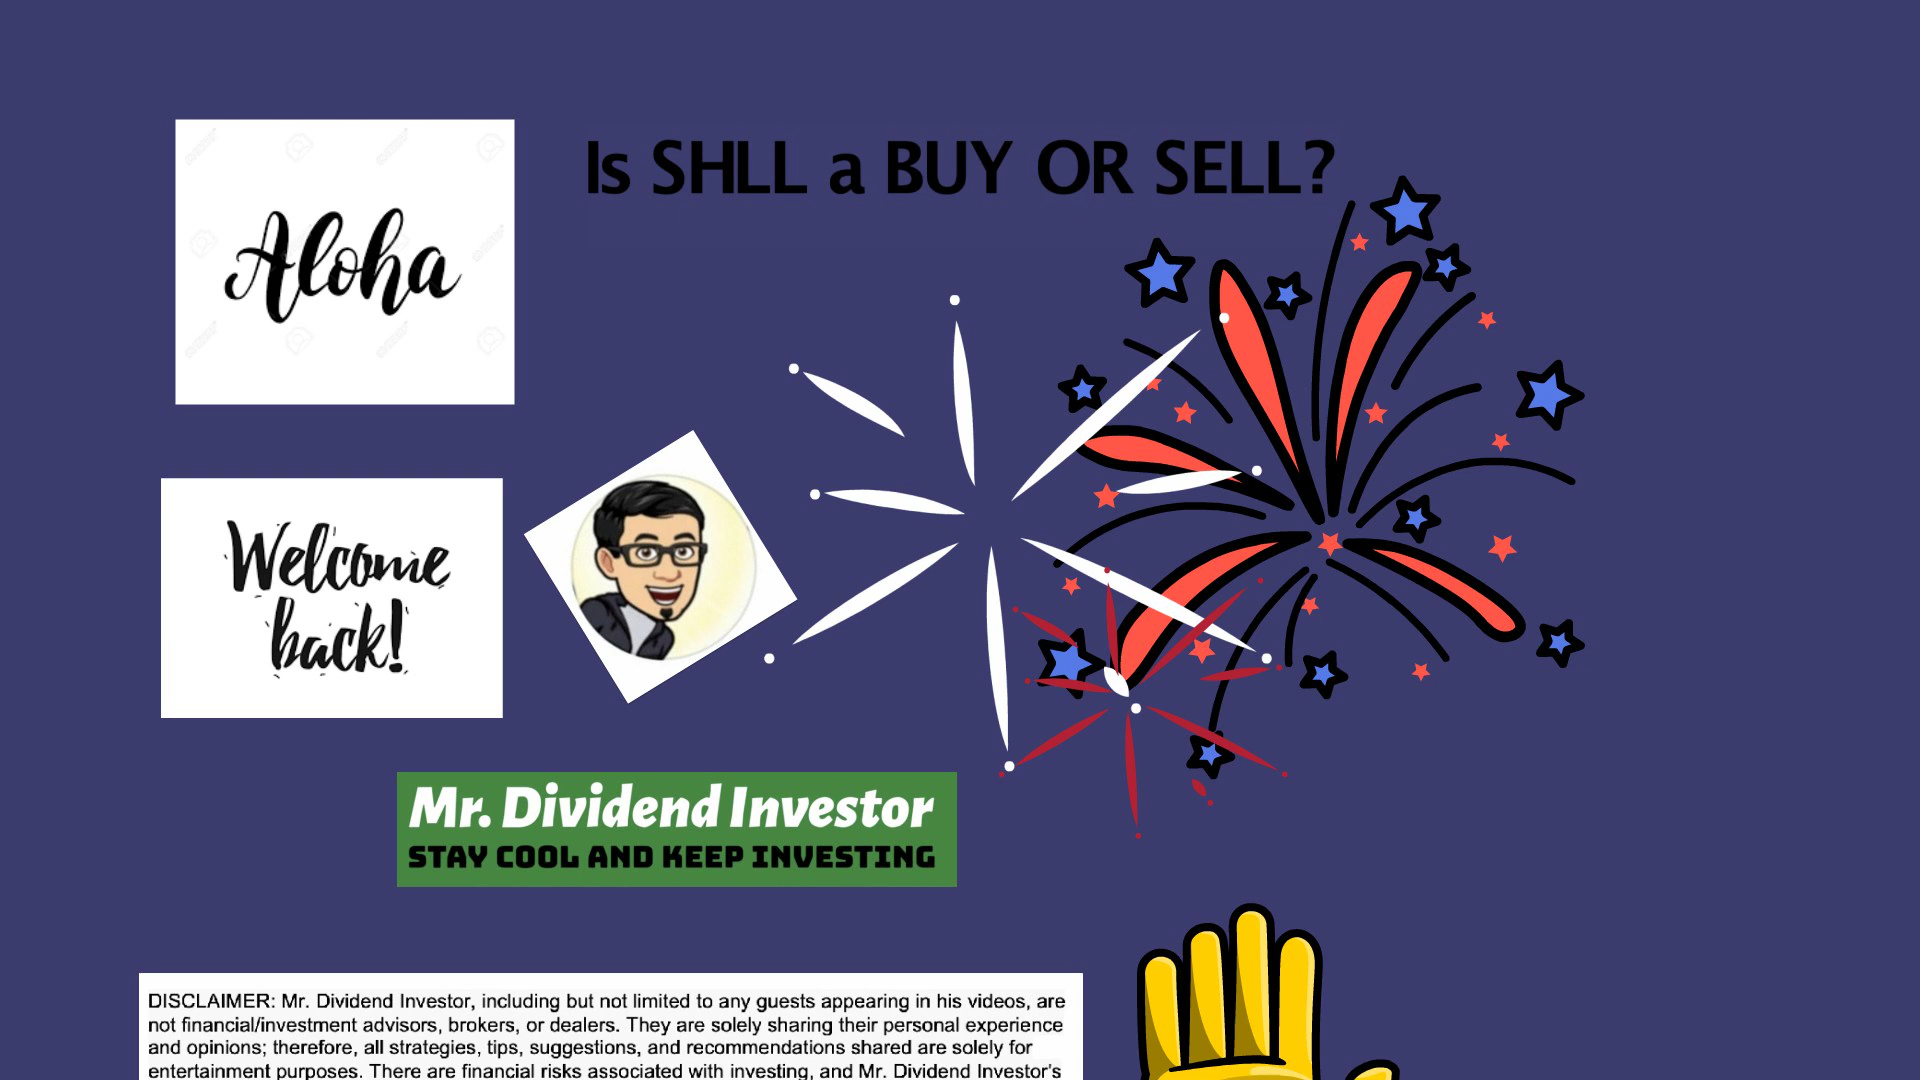 Is SHLL a BUY OR SELL?
Aloha
Welcome
back!
Mr. Dividend Investor
STAY COOL AND KEEP INVESTING
DISCLAIMER: Mr. Dividend Investor, including but not limited to any guests appearing in his videos, are
not financial/investment advisors, brokers, or dealers. They are solely sharing their personal experience
and opinions; therefore, all strategies, tips, suggestions, and recommendations shared are solely for
entertainment purposes. There are financial risks associated with investing, and Mr. Dividend Investor's